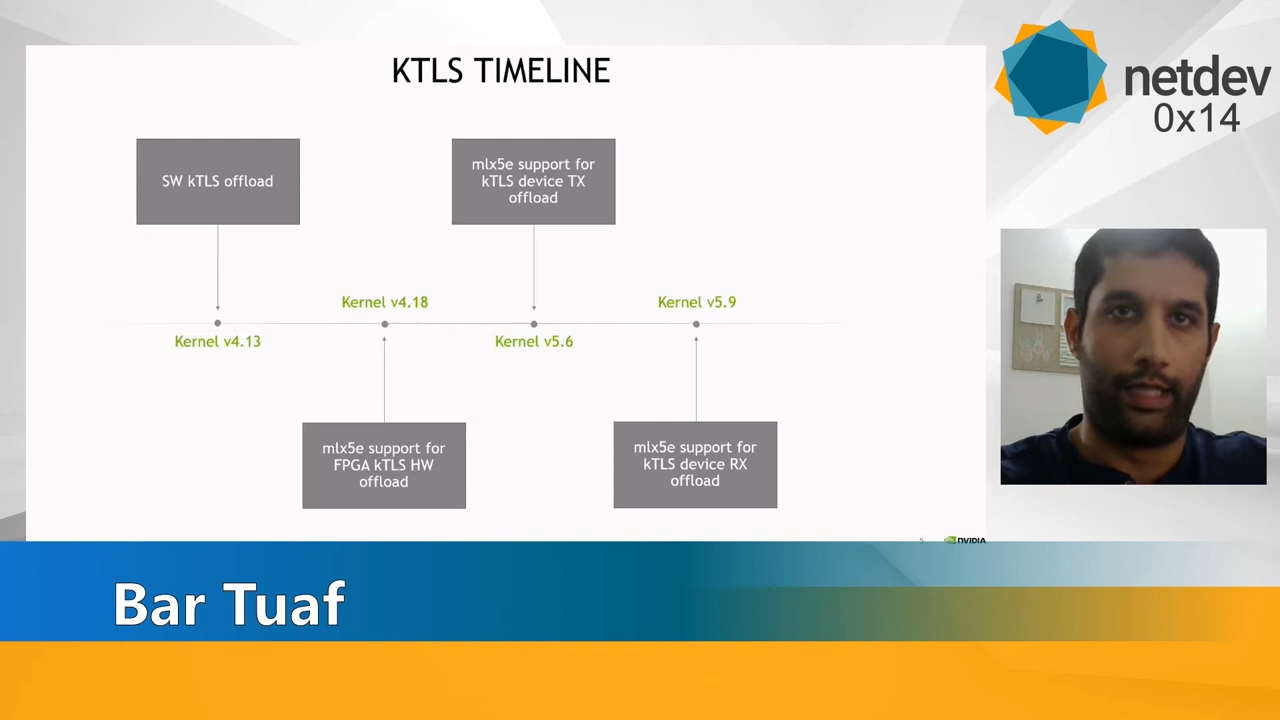 KTLS TIMELINE
netdev
0x14
SW kTLS offload
mlx5e support for
kTLS device TX
offload
Kernel v4.18
Kernel v5.9
Kernel v4.13
Kernel v5.6
mlx5e support for
FPGA kTLS HW
offload
mlx5e support for
kTLS device RX
offload
5
NVIDIA
Bar Tuaf